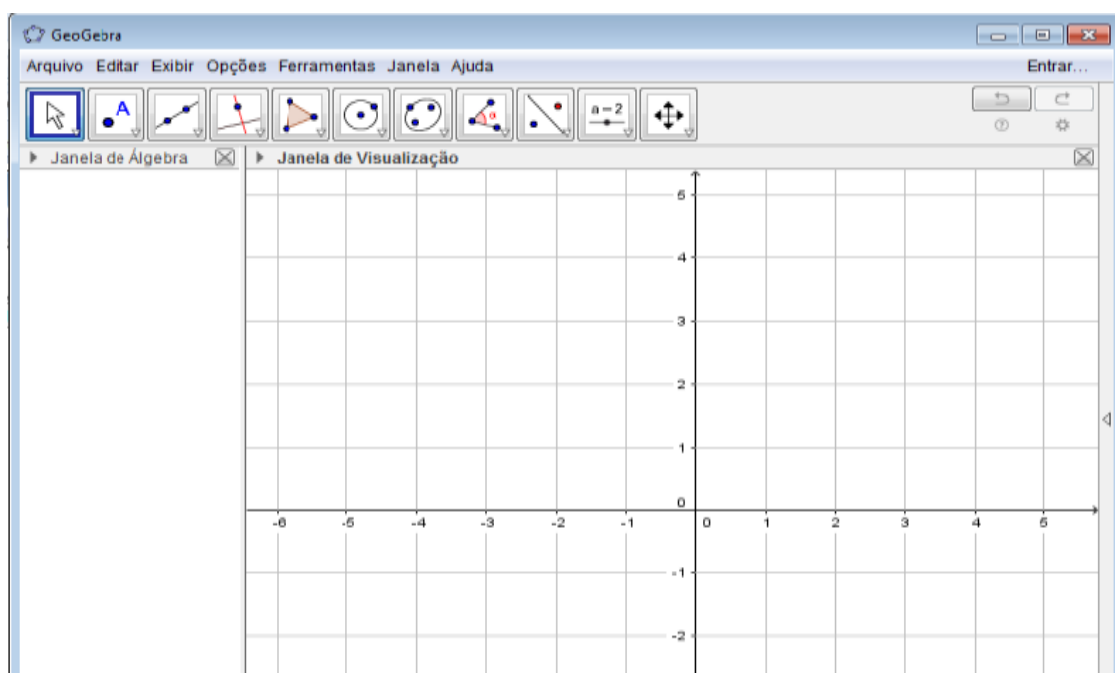 GeoGebra
Arquivo Editar Exibir Opções Ferramentas Janela Ajuda Entrar...
A α a=2
Janela de Álgebra Janela de Visualização
5
4
3
2
1
0
-6 -5 -4 -3 -2 -1 0 1 2 3 4 5
-1
-2